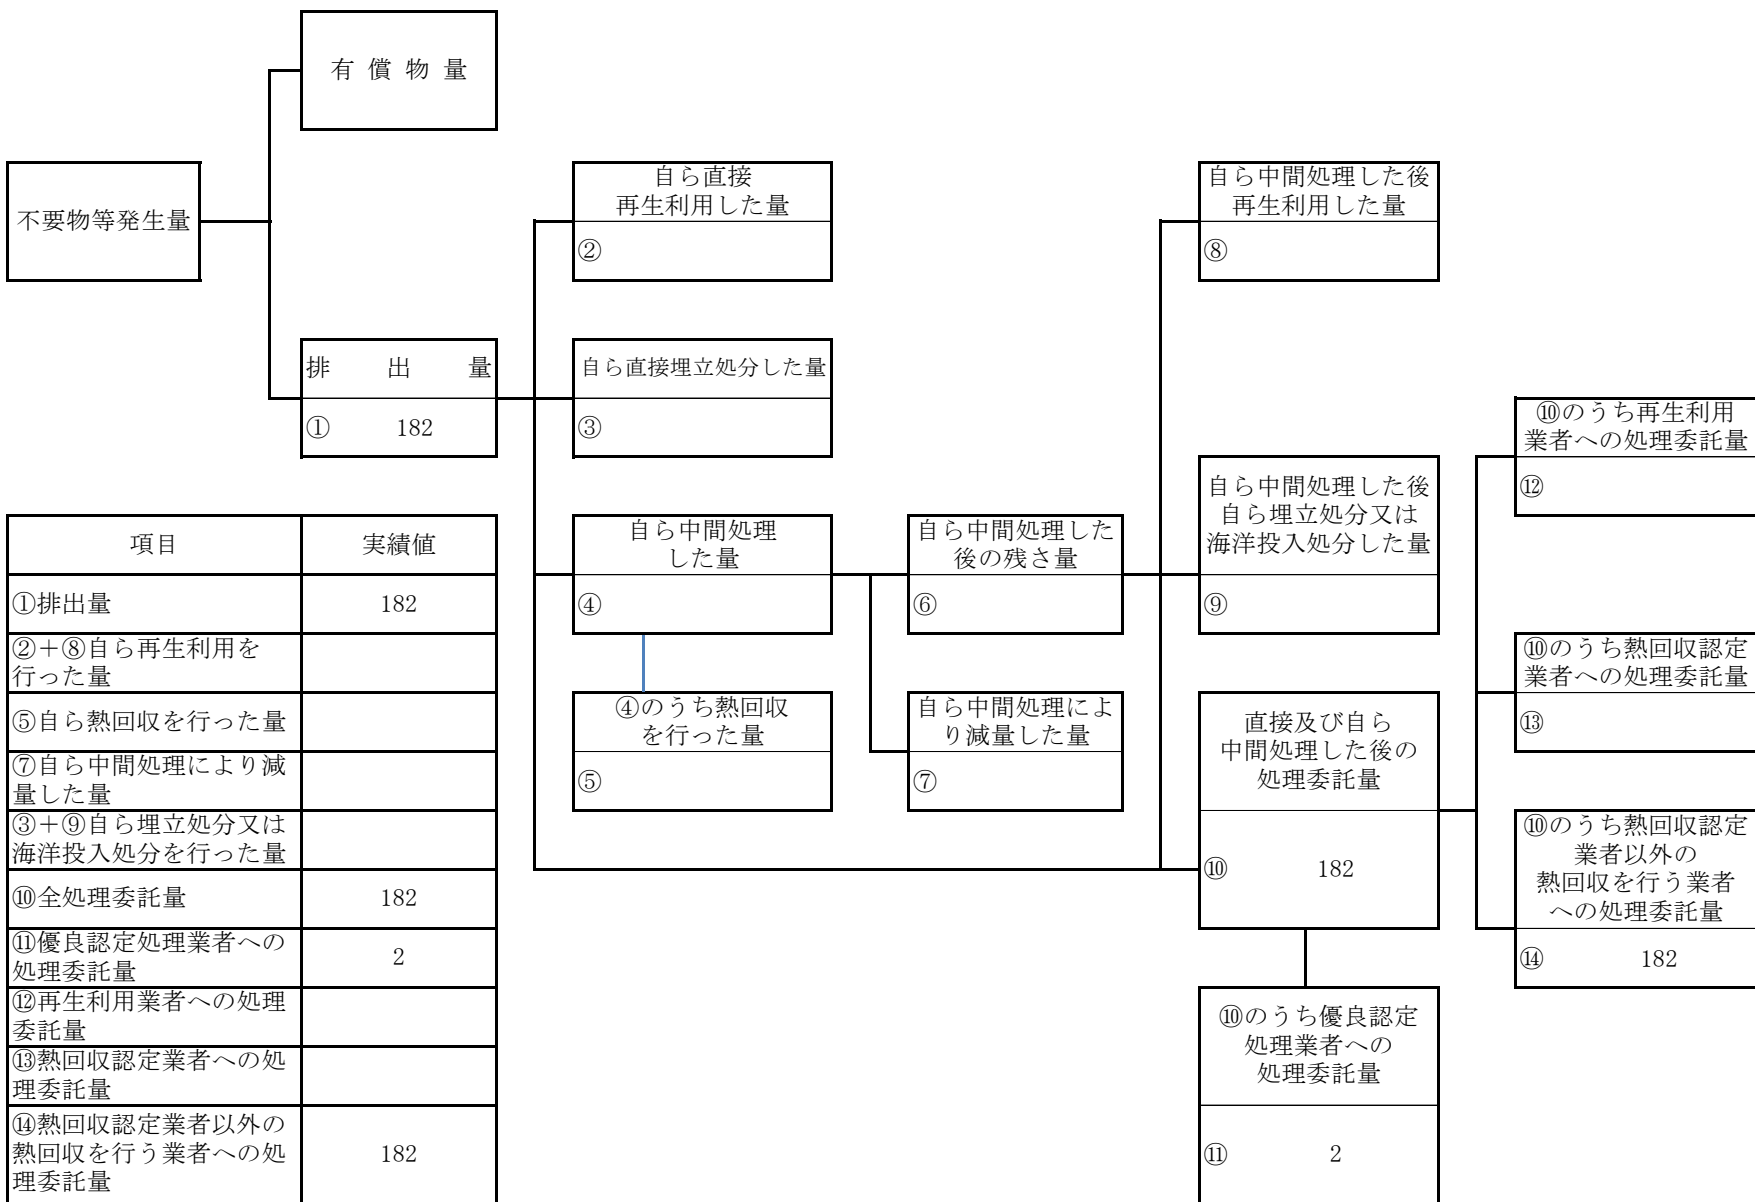 有 償 物 量
不要物等発生量
排 出 量
① 182
自ら直接
再生利用した量
②
自ら直接埋立処分した量
③
自ら中間処理
した量
④
④のうち熱回収
を行った量
⑤
自ら中間処理した
後の残さ量
⑥
自ら中間処理によ
り減量した量
⑦
自ら中間処理した後
再生利用した量
⑧
自ら中間処理した後
自ら埋立処分又は
海洋投入処分した量
⑨
直接及び自ら
中間処理した後の
処理委託量
⑩ 182
⑩のうち優良認定
処理業者への
処理委託量
⑪ 2
⑩のうち再生利用
業者への処理委託量
⑫
⑩のうち熱回収認定
業者への処理委託量
⑬
⑩のうち熱回収認定
業者以外の
熱回収を行う業者
への処理委託量
⑭ 182
項目 実績値
①排出量 182
②+⑧自ら再生利用を
行った量
⑤自ら熱回収を行った量
⑦自ら中間処理により減
量した量
③+⑨自ら埋立処分又は
海洋投入処分を行った量
⑩全処理委託量 182
⑪優良認定処理業者への
処理委託量 2
⑫再生利用業者への処理
委託量
⑬熱回収認定業者への処
理委託量
⑭熱回収認定業者以外の
熱回収を行う業者への処
理委託量 182